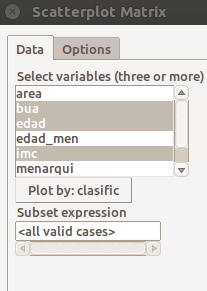 Scatterplot Matrix
Data
Options
Select variables (three or more)
area
bua
edad
edad_men
imc
menarqui
Plot by: clasific
Subset expression
<all valid cases>